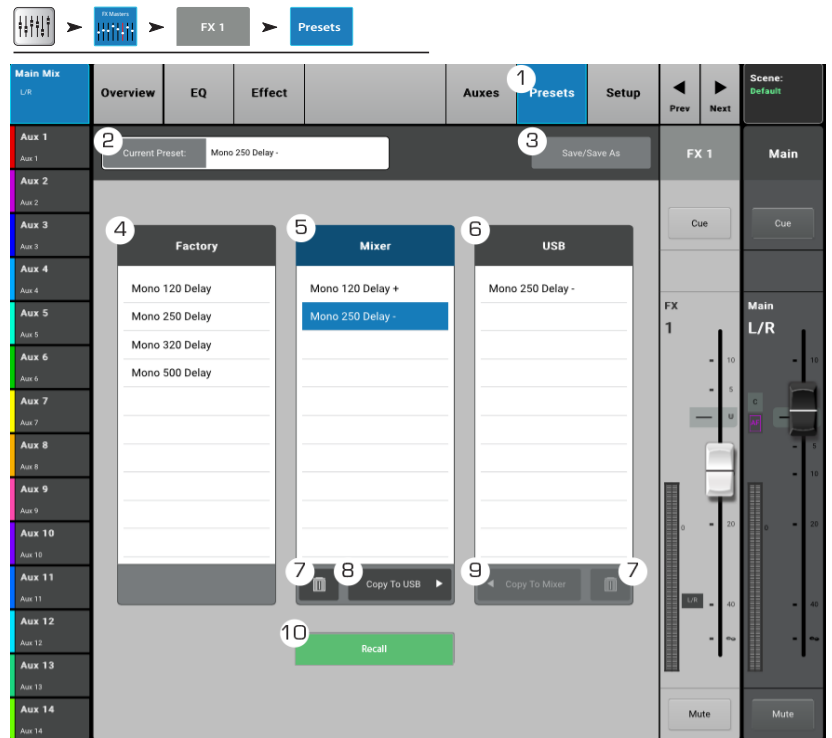 FX Masters
FX 1
Presets
Main Mix
L/R
Overview
EQ
Effect
Auxes
1
Presets
Setup
Prev
Next
Scene:
Default
Aux 1
Aux 1
Aux 2
Aux 2
Aux 3
Aux 3
Aux 4
Aux 4
Aux 5
Aux 5
Aux 6
Aux 6
Aux 7
Aux 7
Aux 8
Aux 8
Aux 9
Aux 9
Aux 10
Aux 10
Aux 11
Aux 11
Aux 12
Aux 12
Aux 13
Aux 13
Aux 14
Aux 14
2
Current Preset:
Mono 250 Delay -
3
Save/Save As
4
Factory
Mono 120 Delay
Mono 250 Delay
Mono 320 Delay
Mono 500 Delay
5
Mixer
Mono 120 Delay +
Mono 250 Delay -
7
8
Copy To USB
6
USB
Mono 250 Delay -
9
Copy To Mixer
7
10
Recall
FX 1
Cue
FX
1
10
5
U
0
20
L/R
40
∞
Mute
Main
Cue
Main
L/R
10
C
5
10
0
20
40
∞
Mute